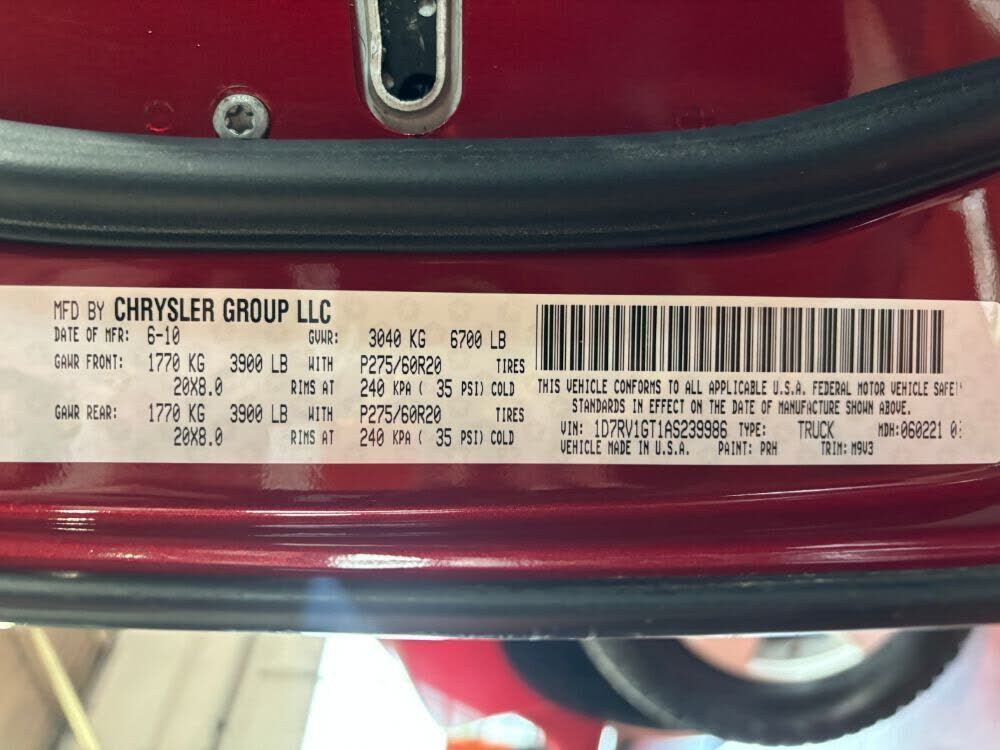 MFD BY CHRYSLER GROUP LLC
DATE OF MFR: 6-10 GVWR: 3040 KG 6700 LB
GAWR FRONT: 1770 KG 3900 LB WITH P275/60R20 TIRES
20X8.0 RIMS AT 240 KPA ( 35 PSI) COLD
GAWR REAR: 1770 KG 3900 LB WITH P275/60R20 TIRES
20X8.0 RIMS AT 240 KPA ( 35 PSI) COLD
THIS VEHICLE CONFORMS TO ALL APPLICABLE U.S.A. FEDERAL MOTOR VEHICLE
STANDARDS IN EFFECT ON THE DATE OF MANUFACTURE SHOWN ABOVE.
VIN: 1D7RV1GT1AS239986 TYPE: TRUCK MDH:060221
VEHICLE MADE IN U.S.A. PAINT: PRH TRIM: M9V3